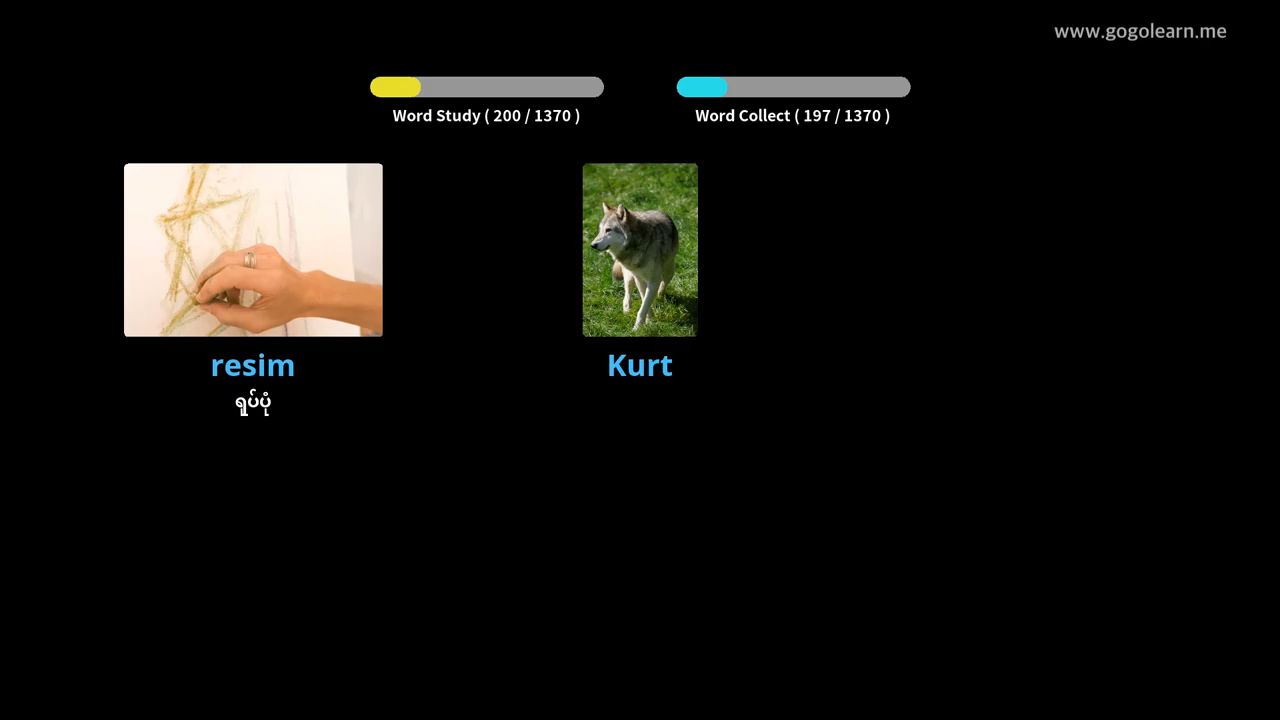 www.gogolearn.me
Word Study ( 200 / 1370 )
Word Collect ( 197 / 1370 )
resim
ရုပ်ပုံ
Kurt